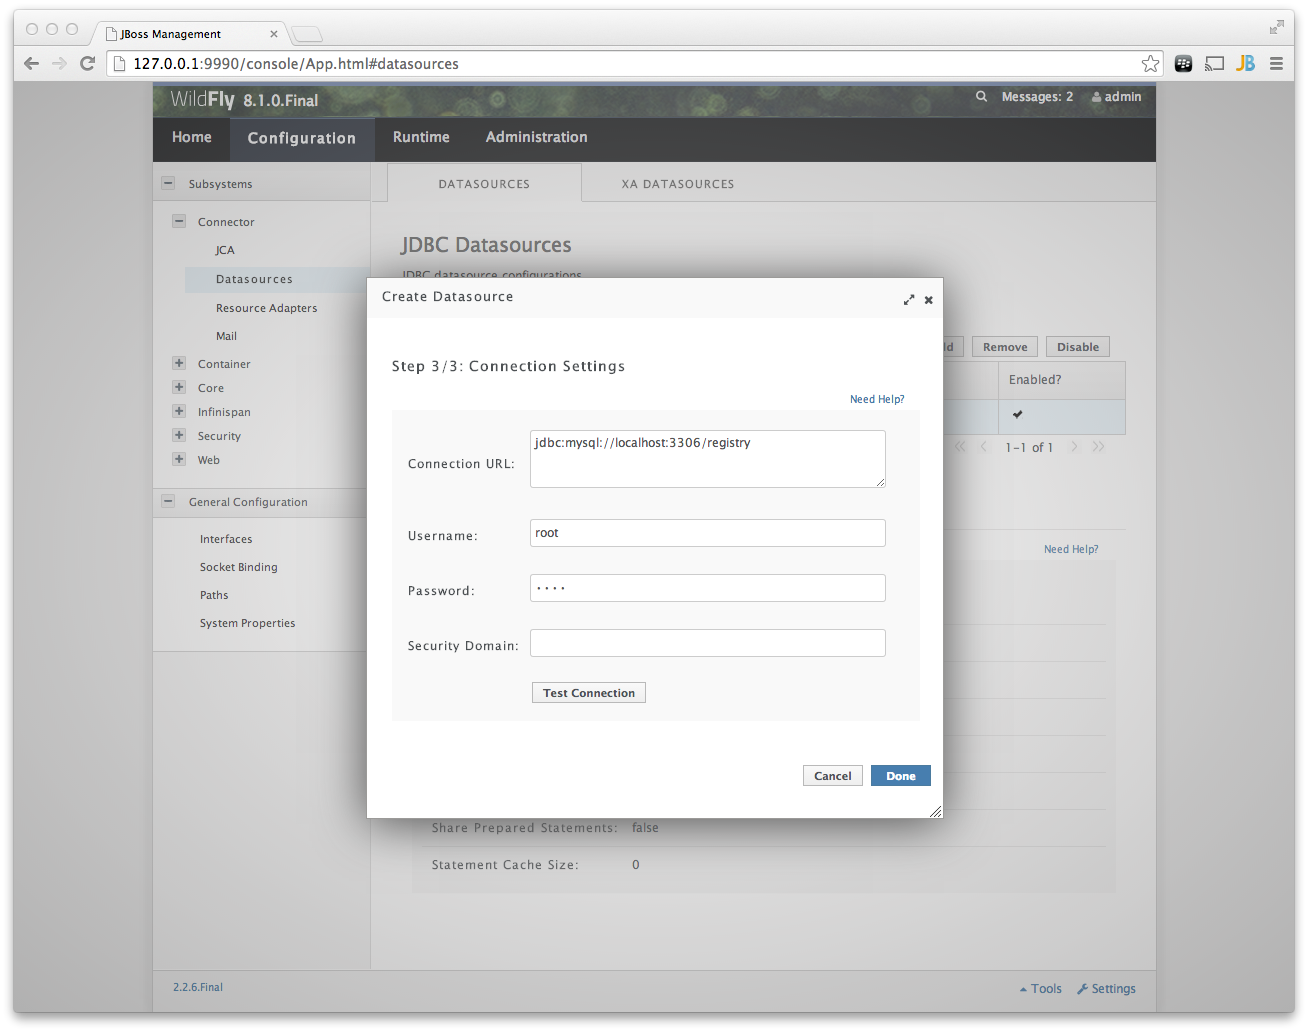 JBoss Management
127.0.0.1:9990/console/App.html#datasources
JB
WildFly 8.1.0.Final
Messages: 2
admin
Home
Configuration
Runtime
Administration
Subsystems
Connector
JCA
Datasources
Resource Adapters
Mail
Container
Core
Infinispan
Security
Web
General Configuration
Interfaces
Socket Binding
Paths
System Properties
DATASOURCES
XA DATASOURCES
JDBC Datasources
JDBC datasource configurations
Remove
Disable
Enabled?
1-1 of 1
Need Help?
Create Datasource
Step 3/3: Connection Settings
Need Help?
Connection URL: jdbc:mysql://localhost:3306/registry
Username: root
Password: ····
Security Domain:
Test Connection
Cancel
Done
Share Prepared Statements: false
Statement Cache Size: 0
2.2.6.Final
Tools
Settings